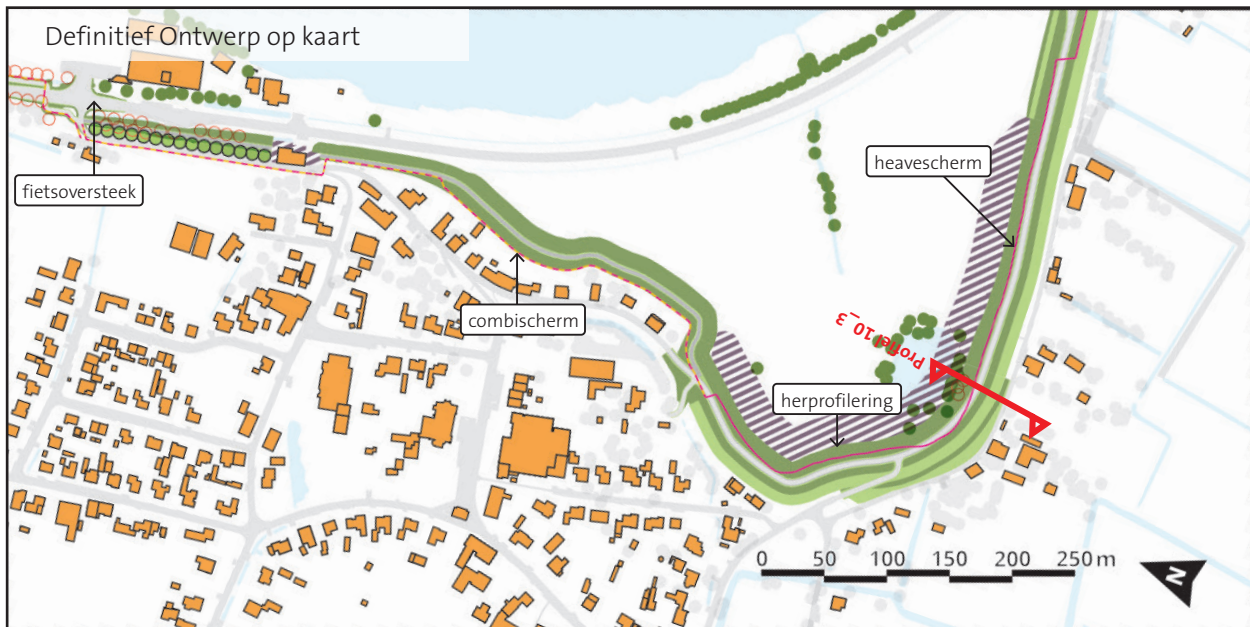 Definitief Ontwerp op kaart
fietsoversteek
heavescherm
combischerm
Profiel 10_3
herprofilering
0 50 100 150 200 250 m
N